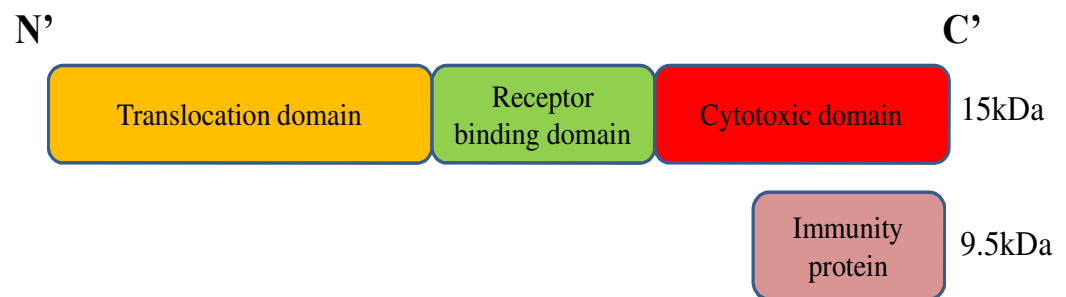 N’
C’
Translocation domain
Receptor
binding domain
Cytotoxic domain
15kDa
Immunity
protein
9.5kDa